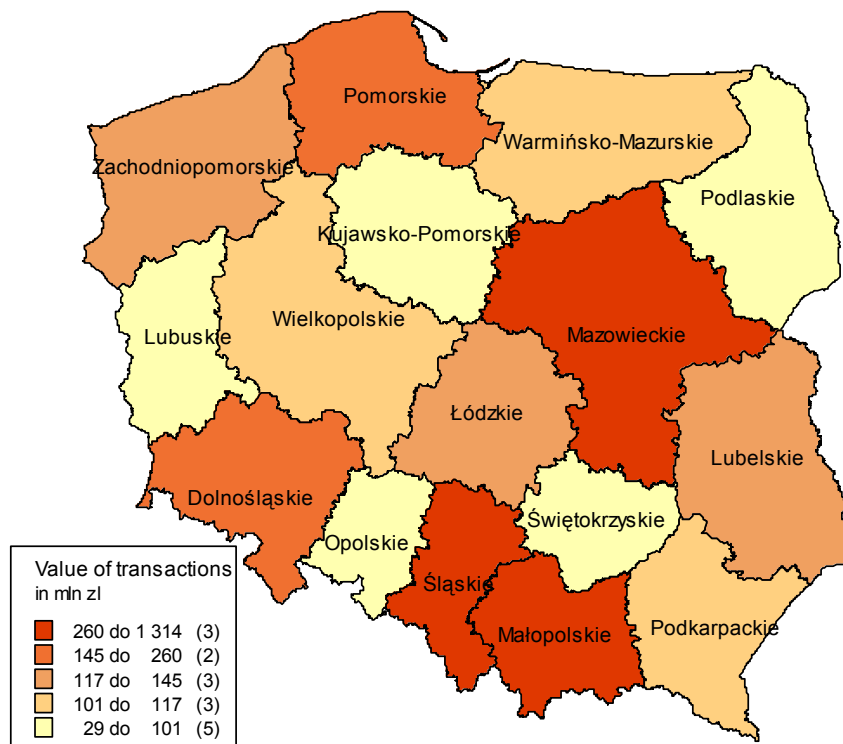 Pomorskie
Warmińsko-Mazurskie
Zachodniopomorskie
Podlaskie
Kujawsko-Pomorskie
Wielkopolskie
Mazowieckie
Lubuskie
Łódzkie
Lubelskie
Dolnośląskie
Świętokrzyskie
Opolskie
Śląskie
Małopolskie
Podkarpackie
Value of transactions
in mln zl
260 do 1 314 (3)
145 do 260 (2)
117 do 145 (3)
101 do 117 (3)
29 do 101 (5)